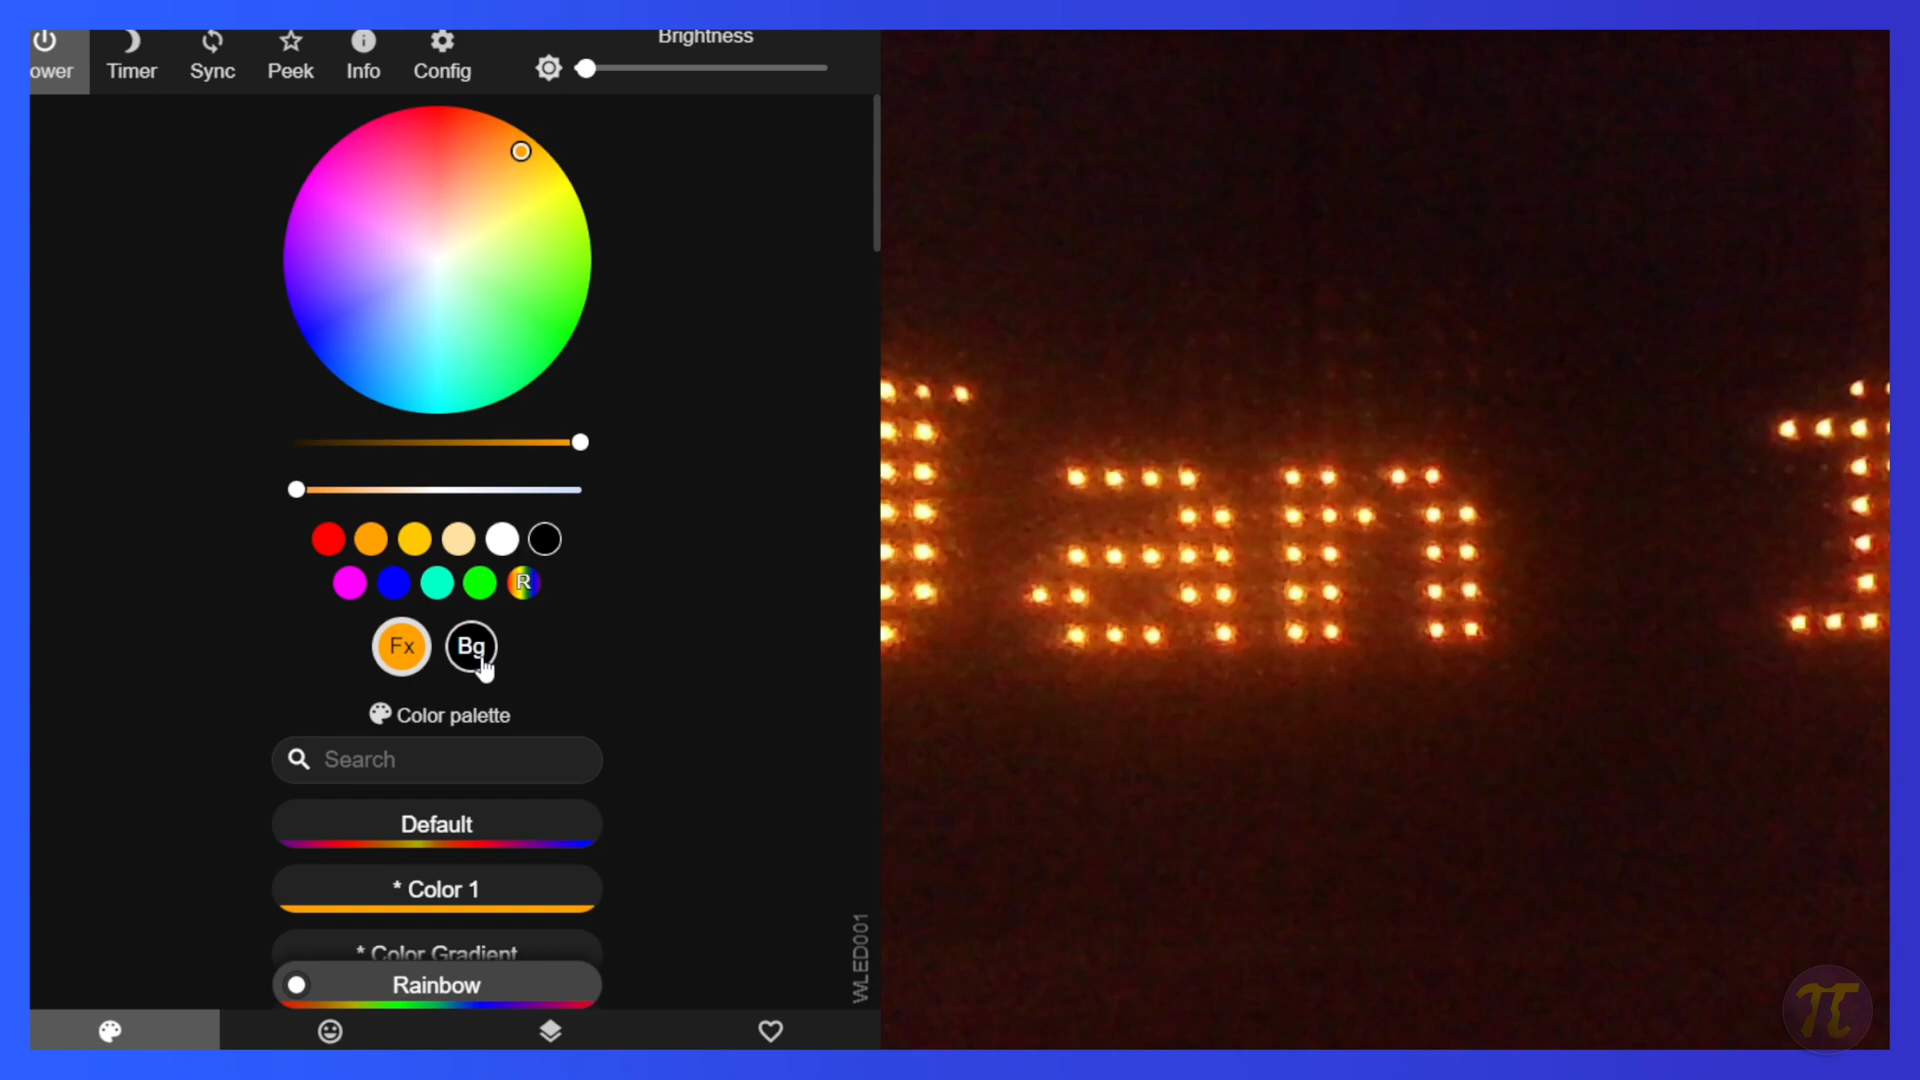 ower
Timer
Sync
Peek
Info
Config
Brightness
R
Fx
Bg
Color palette
Search
Default
* Color 1
* Color Gradient
Rainbow
WLED001
an
π